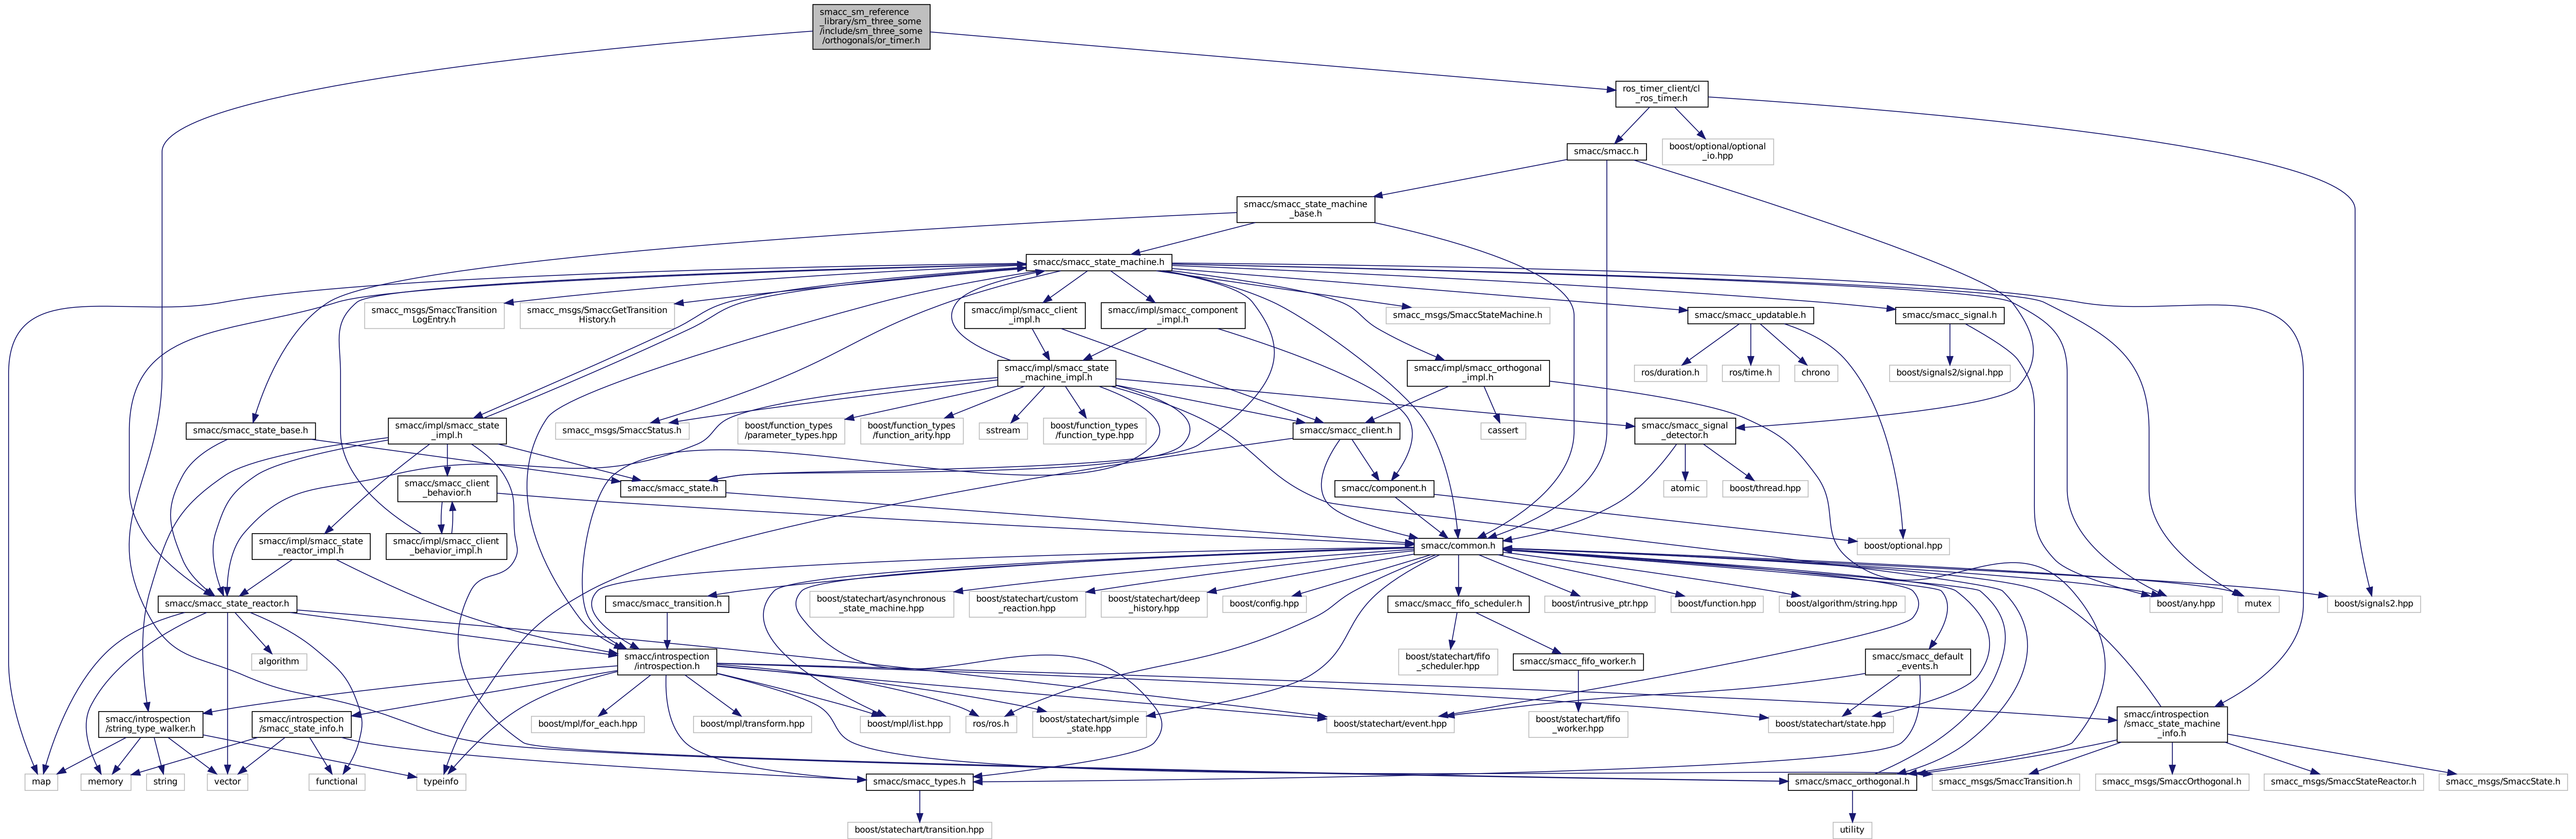 smacc_sm_reference
_library/sm_three_some
/include/sm_three_some
/orthogonals/or_timer.h
ros_timer_client/cl
_ros_timer.h
smacc/smacc.h
boost/optional/optional
_io.hpp
smacc/smacc_state_machine
_base.h
smacc/smacc_state_machine.h
smacc_msgs/SmaccTransition
LogEntry.h
smacc_msgs/SmaccGetTransition
History.h
smacc/impl/smacc_client
_impl.h
smacc/impl/smacc_component
_impl.h
smacc_msgs/SmaccStateMachine.h
smacc/smacc_updatable.h
smacc/smacc_signal.h
smacc/impl/smacc_state
_machine_impl.h
smacc/impl/smacc_orthogonal
_impl.h
ros/duration.h
ros/time.h
chrono
boost/signals2/signal.hpp
smacc/smacc_state_base.h
smacc/impl/smacc_state
_impl.h
smacc_msgs/SmaccStatus.h
boost/function_types
/parameter_types.hpp
boost/function_types
/function_arity.hpp
sstream
boost/function_types
/function_type.hpp
smacc/smacc_client.h
cassert
smacc/smacc_signal
_detector.h
smacc/smacc_client
_behavior.h
smacc/smacc_state.h
smacc/component.h
atomic
boost/thread.hpp
smacc/impl/smacc_state
_reactor_impl.h
smacc/impl/smacc_client
_behavior_impl.h
smacc/common.h
boost/optional.hpp
smacc/smacc_state_reactor.h
smacc/smacc_transition.h
boost/statechart/asynchronous
_state_machine.hpp
boost/statechart/custom
_reaction.hpp
boost/statechart/deep
_history.hpp
boost/config.hpp
smacc/smacc_fifo_scheduler.h
boost/intrusive_ptr.hpp
boost/function.hpp
boost/algorithm/string.hpp
boost/any.hpp
mutex
boost/signals2.hpp
algorithm
smacc/introspection
/introspection.h
boost/statechart/fifo
_scheduler.hpp
smacc/smacc_fifo_worker.h
smacc/smacc_default
_events.h
smacc/introspection
/string_type_walker.h
smacc/introspection
/smacc_state_info.h
boost/mpl/for_each.hpp
boost/mpl/transform.hpp
boost/mpl/list.hpp
ros/ros.h
boost/statechart/simple
_state.hpp
boost/statechart/event.hpp
boost/statechart/fifo
_worker.hpp
boost/statechart/state.hpp
smacc/introspection
/smacc_state_machine
_info.h
map
memory
string
vector
functional
typeinfo
smacc/smacc_types.h
smacc/smacc_orthogonal.h
smacc_msgs/SmaccTransition.h
smacc_msgs/SmaccOrthogonal.h
smacc_msgs/SmaccStateReactor.h
smacc_msgs/SmaccState.h
boost/statechart/transition.hpp
utility